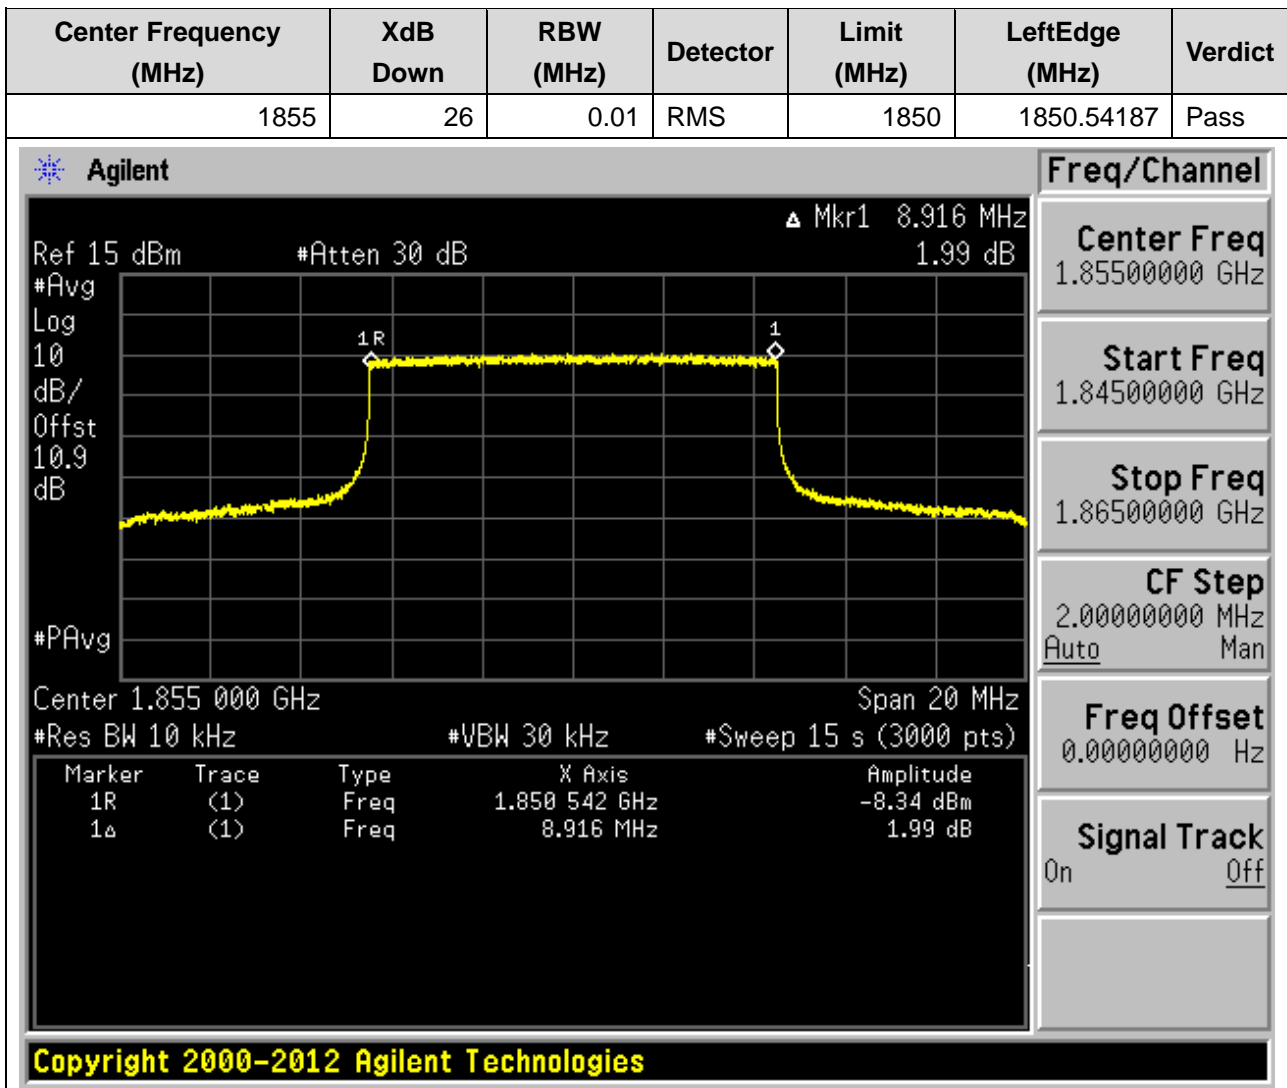 Center Frequency (MHz) XdB Down RBW (MHz) Detector Limit (MHz) LeftEdge (MHz) Verdict
1855 26 0.01 RMS 1850 1850.54187 Pass
Agilent
Freq/Channel
Δ Mkr1 8.916 MHz
Ref 15 dBm #Atten 30 dB 1.99 dB
#Avg
Log
10
dB/
Offst
10.9
dB
#PAvg
1R
1
Center 1.855 000 GHz Span 20 MHz
#Res BW 10 kHz #VBW 30 kHz #Sweep 15 s (3000 pts)
Marker Trace Type X Axis Amplitude
1R (1) Freq 1.850 542 GHz -8.34 dBm
1Δ (1) Freq 8.916 MHz 1.99 dB
Center Freq
1.85500000 GHz
Start Freq
1.84500000 GHz
Stop Freq
1.86500000 GHz
CF Step
2.00000000 MHz
Auto Man
Freq Offset
0.00000000 Hz
Signal Track
On Off
Copyright 2000-2012 Agilent Technologies